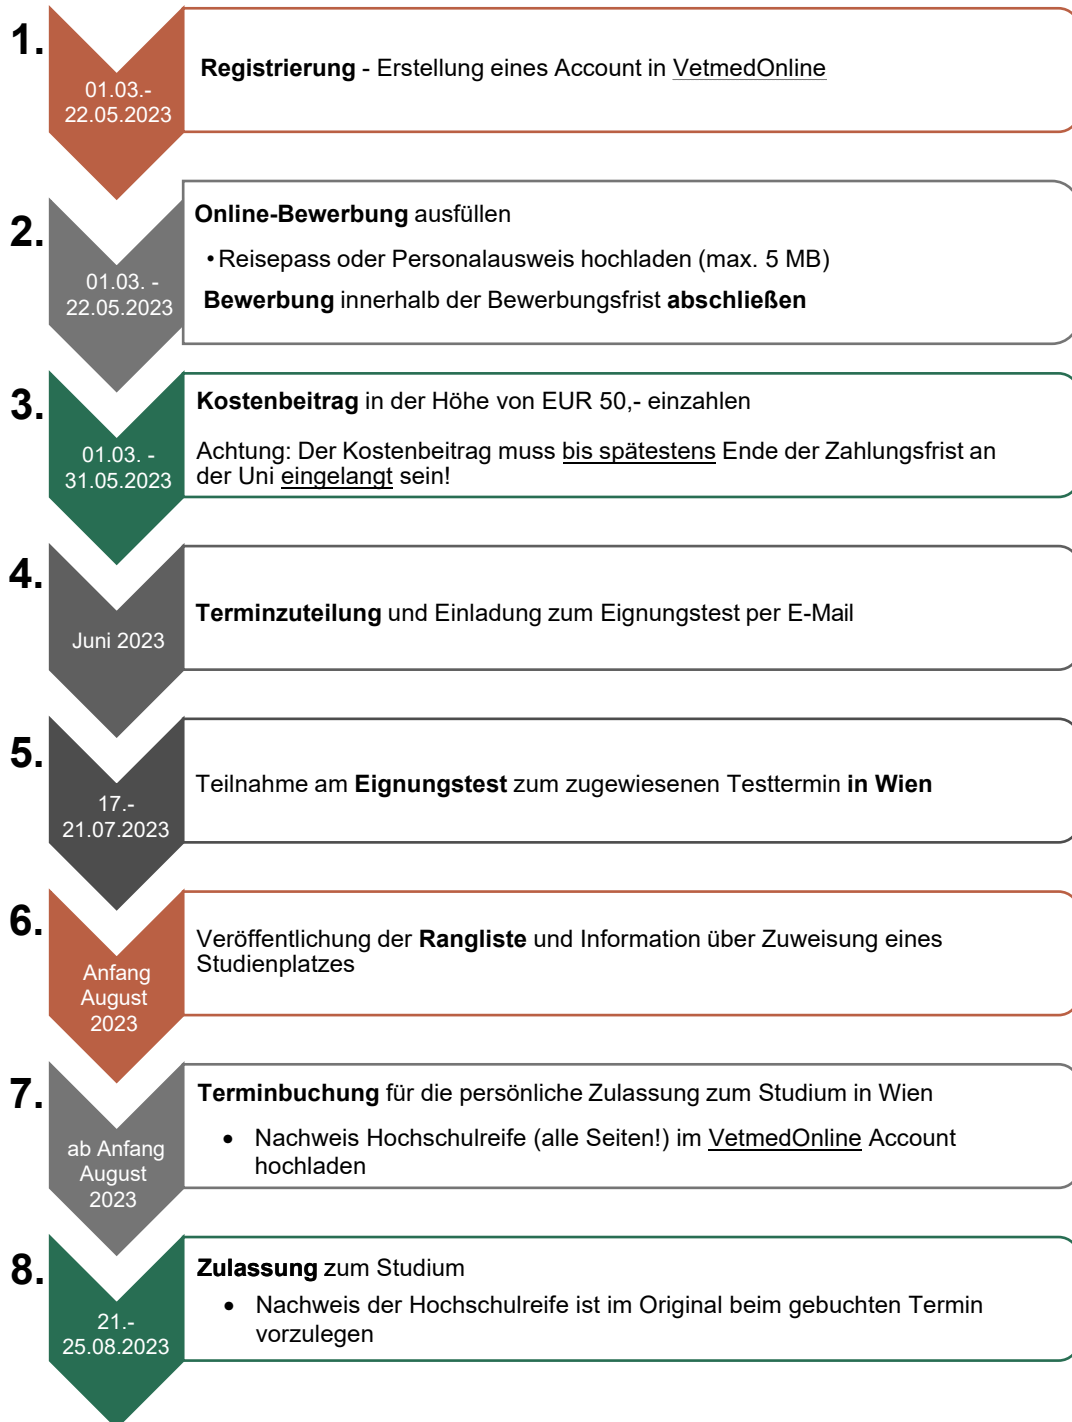 1.
01.03.-
22.05.2023
Registrierung - Erstellung eines Account in VetmedOnline
2.
01.03. -
22.05.2023
Online-Bewerbung ausfüllen
• Reisepass oder Personalausweis hochladen (max. 5 MB)
Bewerbung innerhalb der Bewerbungsfrist abschließen
3.
01.03. -
31.05.2023
Kostenbeitrag in der Höhe von EUR 50,- einzahlen
Achtung: Der Kostenbeitrag muss bis spätestens Ende der Zahlungsfrist an
der Uni eingelangt sein!
4.
Juni 2023
Terminzuteilung und Einladung zum Eignungstest per E-Mail
5.
17.-
21.07.2023
Teilnahme am Eignungstest zum zugewiesenen Testtermin in Wien
6.
Anfang
August
2023
Veröffentlichung der Rangliste und Information über Zuweisung eines
Studienplatzes
7.
ab Anfang
August
2023
Terminbuchung für die persönliche Zulassung zum Studium in Wien
• Nachweis Hochschulreife (alle Seiten!) im VetmedOnline Account
hochladen
8.
21.-
25.08.2023
Zulassung zum Studium
• Nachweis der Hochschulreife ist im Original beim gebuchten Termin
vorzulegen